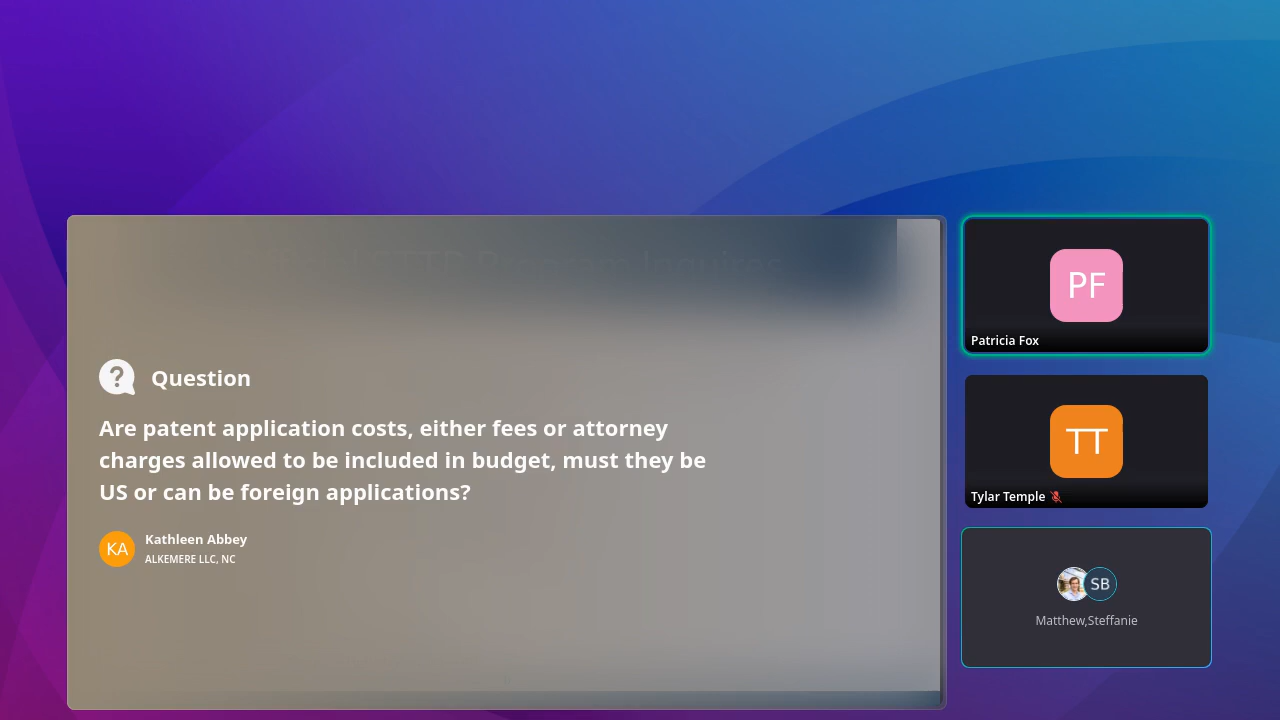 Question
Are patent application costs, either fees or attorney
charges allowed to be included in budget, must they be
US or can be foreign applications?
KA
Kathleen Abbey
ALKEMERE LLC, NC
PF
Patricia Fox
TT
Tylar Temple
SB
Matthew,Steffanie